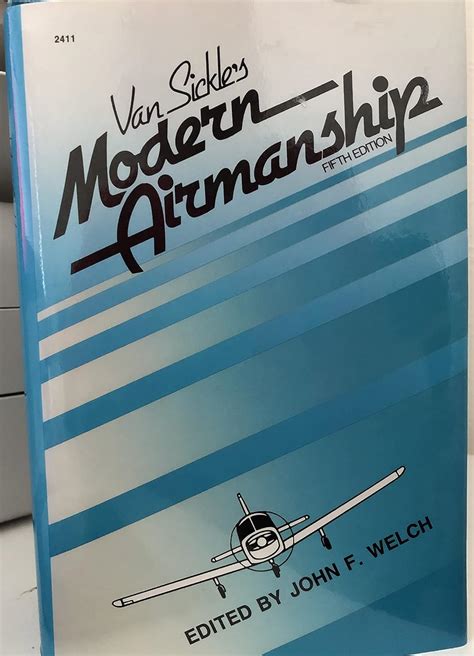 2411
Van Sickle's
Modern
Airmanship
FIFTH EDITION
EDITED BY JOHN F. WELCH